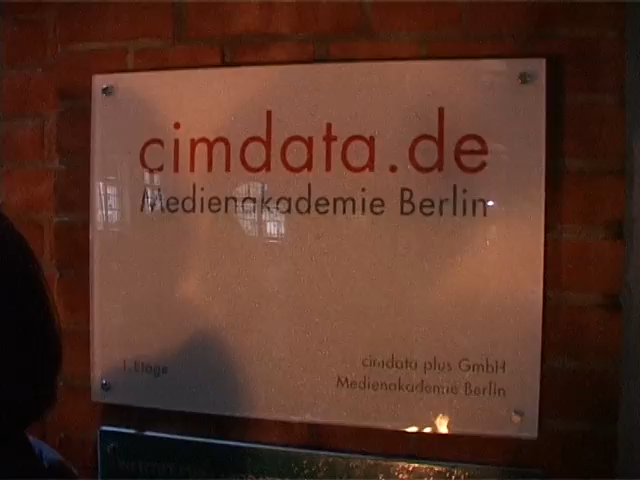 cimdata.de
Medienakademie Berlin
1. Etage
cimdata plus GmbH
Medienakademie Berlin